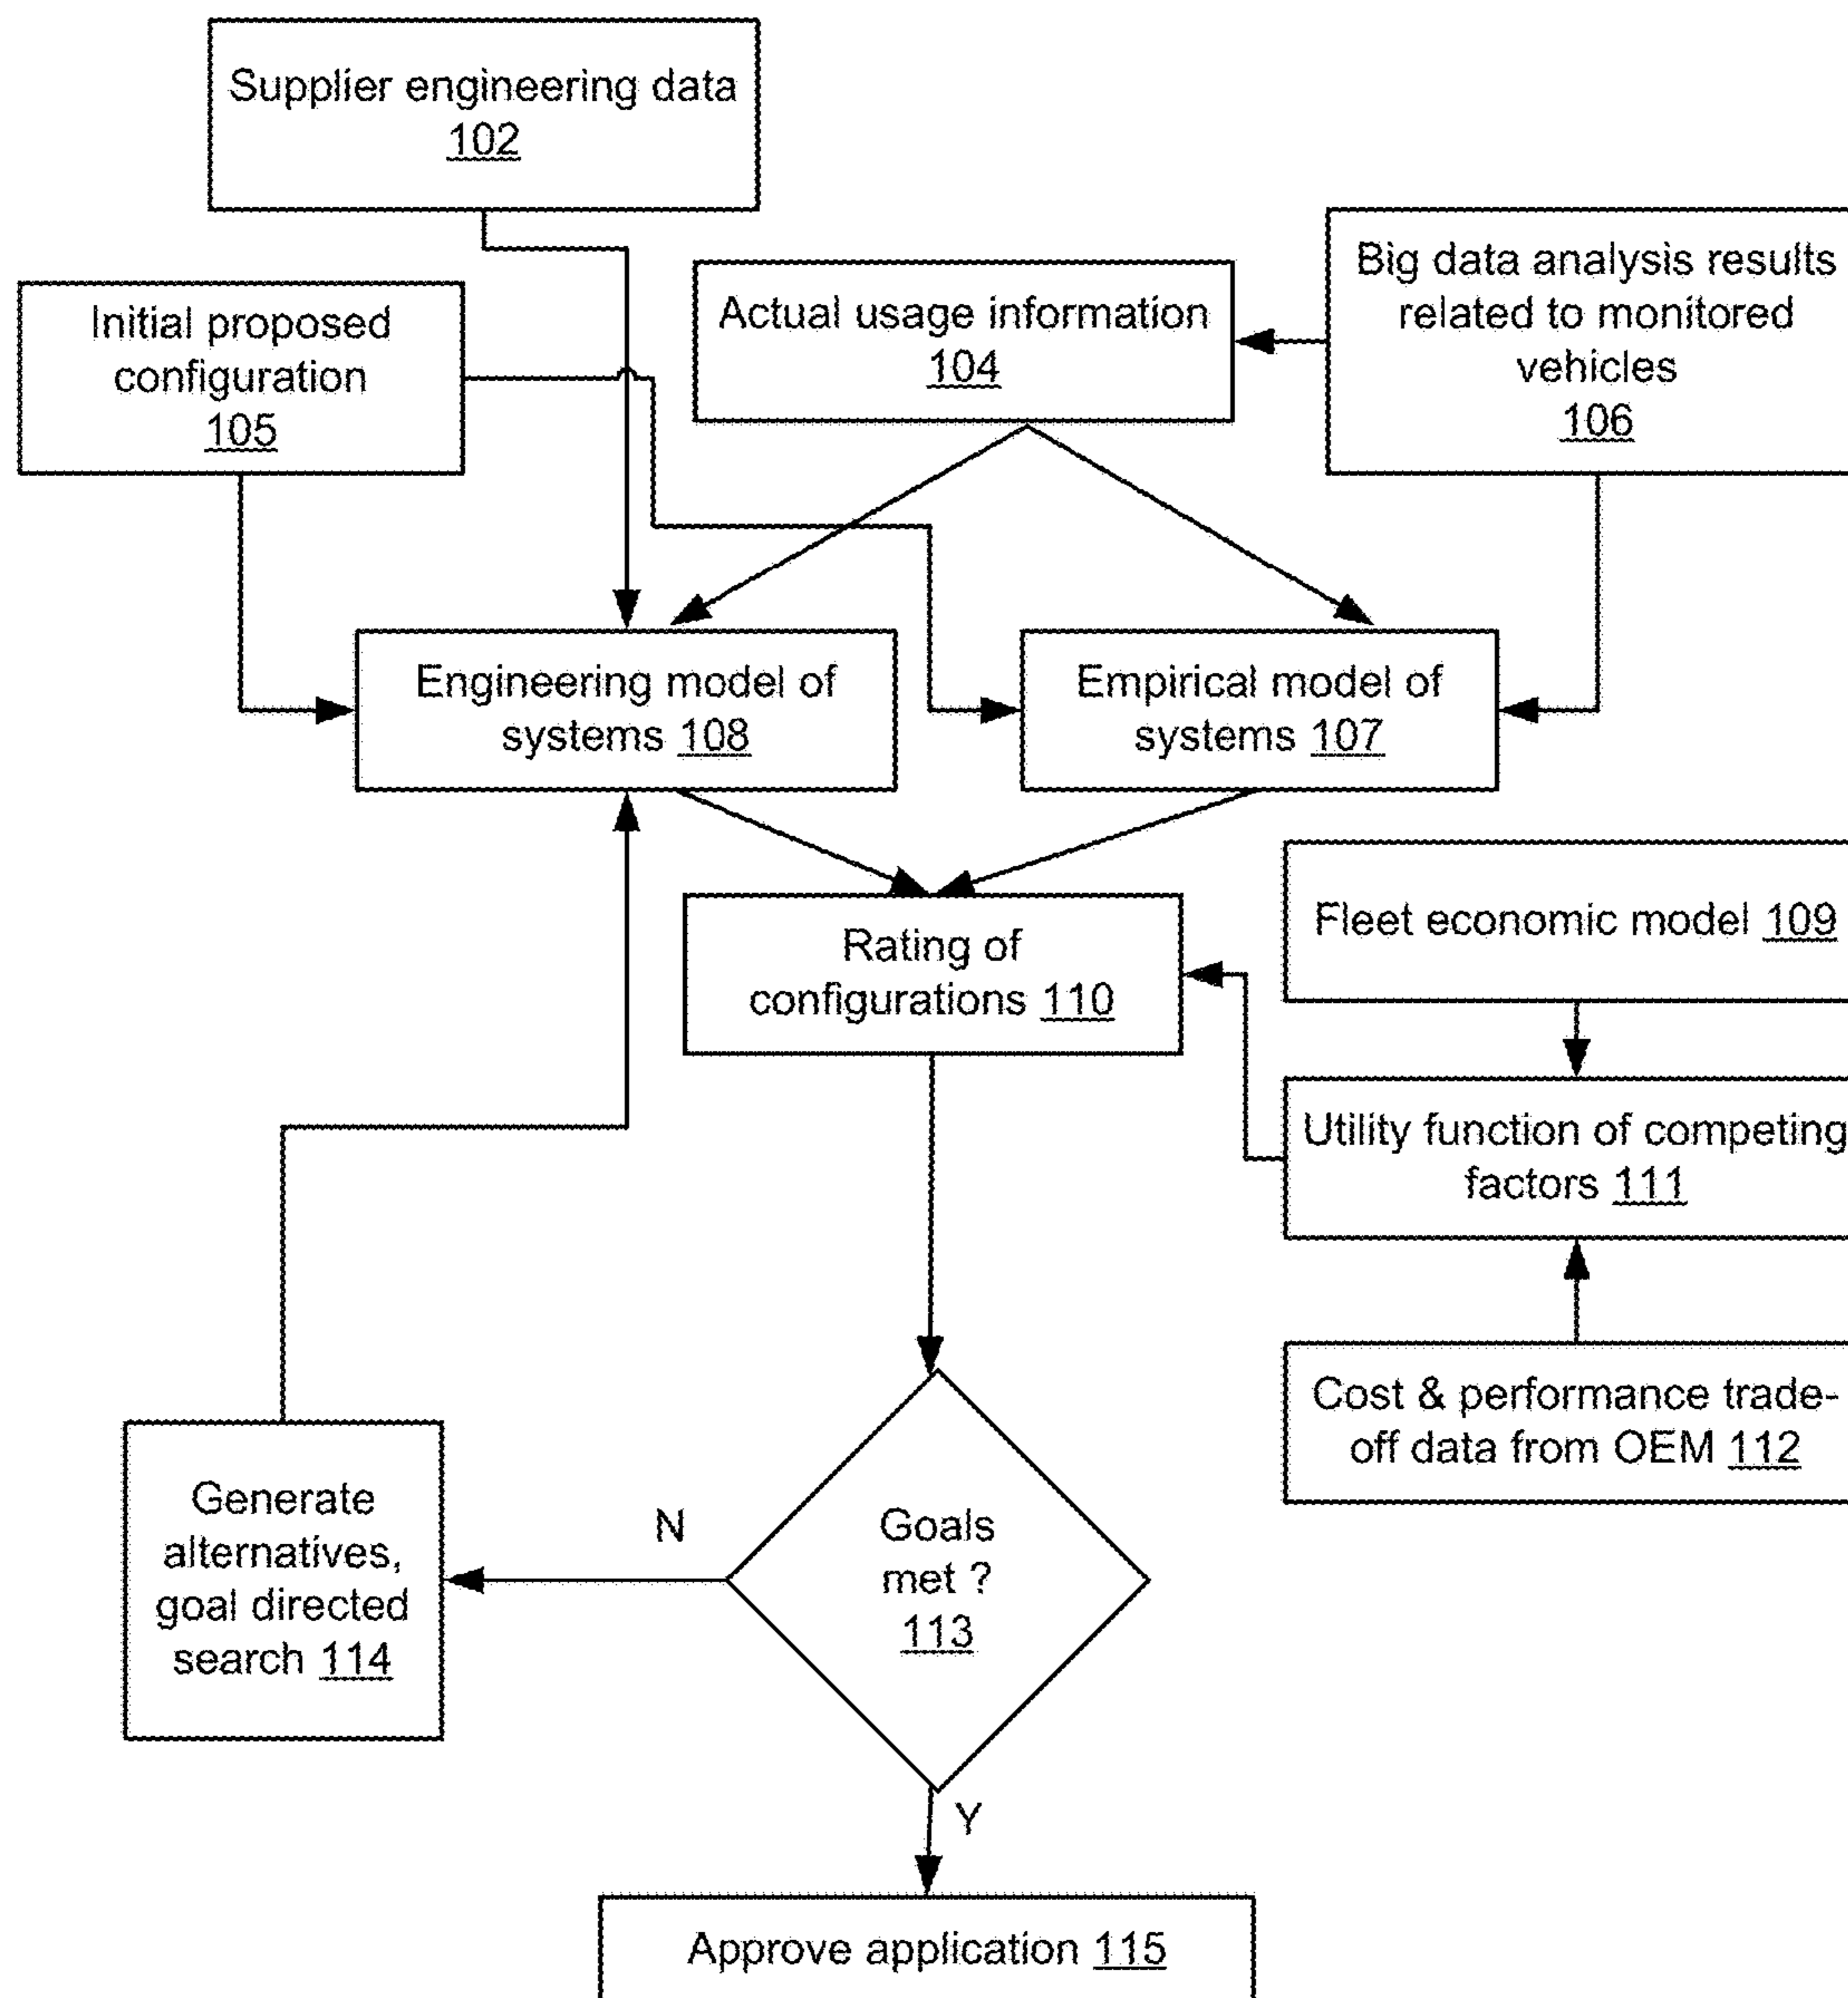 Supplier engineering data
102
Initial proposed
configuration
105
Actual usage information
104
Big data analysis results
related to monitored
vehicles
106
Engineering model of
systems 108
Empirical model of
systems 107
Rating of
configurations 110
Fleet economic model 109
Utility function of competing
factors 111
Cost & performance trade-
off data from OEM 112
Generate
alternatives,
goal directed
search 114
N
Goals
met ?
113
Y
Approve application 115